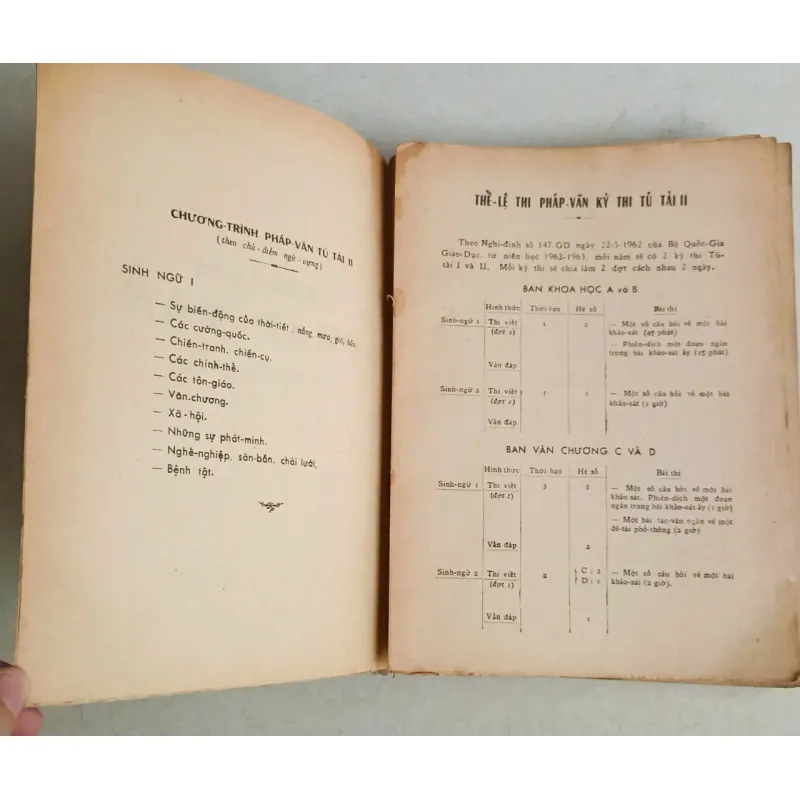 CHƯƠNG-TRÌNH PHÁP-VĂN TÚ TÀI II
(theo chủ-điểm ngữ-vựng)
SINH NGỮ I
— Sự biến-động của thời-tiết : nắng, mưa, gió, bão.
— Các cường-quốc.
— Chiến-tranh, chiến-cụ.
— Các chính-thể.
— Các tôn-giáo.
— Văn-chương.
— Xã-hội.
— Những sự phát-minh.
— Nghề-nghiệp, săn-bắn, chài lưới.
— Bệnh tật.
THỂ-LỆ THI PHÁP-VĂN KỲ THI TÚ TÀI II
Theo Nghị-định số 147-GD ngày 22-5-1962 của Bộ Quốc-Gia
Giáo-Dục, từ niên học 1962-1963, mỗi năm sẽ có 2 kỳ thi Tú-
tài I và II. Mỗi kỳ thi sẽ chia làm 2 đợt cách nhau 2 ngày.
BAN KHOA HỌC A và B
Hình thức Thời hạn Hệ số Bài thi
Sinh-ngữ 1 Thi viết 1 2 — Một số câu hỏi về một bài
(đợt 2) khảo-sát (45 phút)
— Phiên-dịch một đoạn ngắn
trong bài khảo-sát ấy (15 phút)
Vấn đáp
Sinh-ngữ 2 Thi viết 1 1 — Một số câu hỏi về một bài
(đợt 2) khảo-sát (1 giờ)
Vấn đáp
BAN VĂN CHƯƠNG C VÀ D
Hình thức Thời hạn Hệ số Bài thi
Sinh-ngữ 1 Thi viết 3 3 — Một số câu hỏi về một bài
(đợt 2) khảo-sát. Phiên-dịch một đoạn
ngắn trong bài khảo-sát ấy (1 giờ)
— Một bài tác-văn ngắn về một
đề-tài phổ-thông (2 giờ)
Vấn đáp 2
Sinh-ngữ 2 Thi viết 2 { C : 2 — Một số câu hỏi về một bài
(đợt 1) D : 1 khảo-sát (2 giờ).
Vấn đáp 1